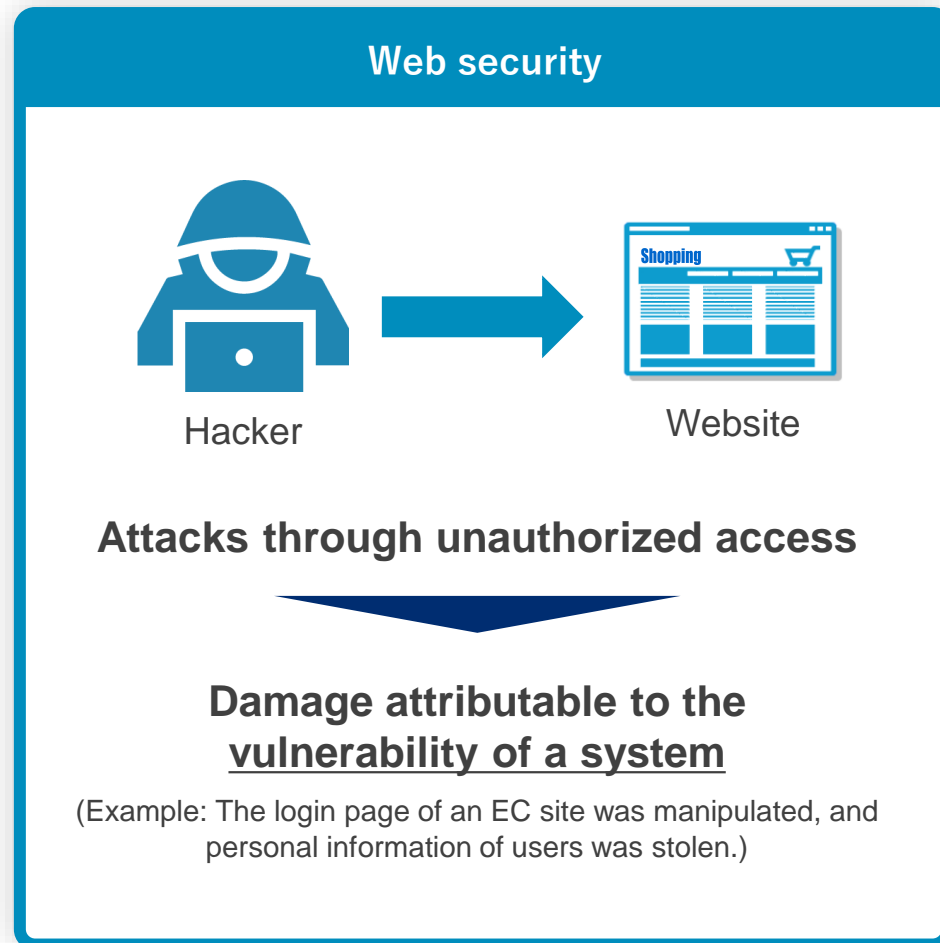 Web security
Shopping
Hacker
Website
Attacks through unauthorized access
Damage attributable to the
vulnerability of a system
(Example: The login page of an EC site was manipulated, and
personal information of users was stolen.)